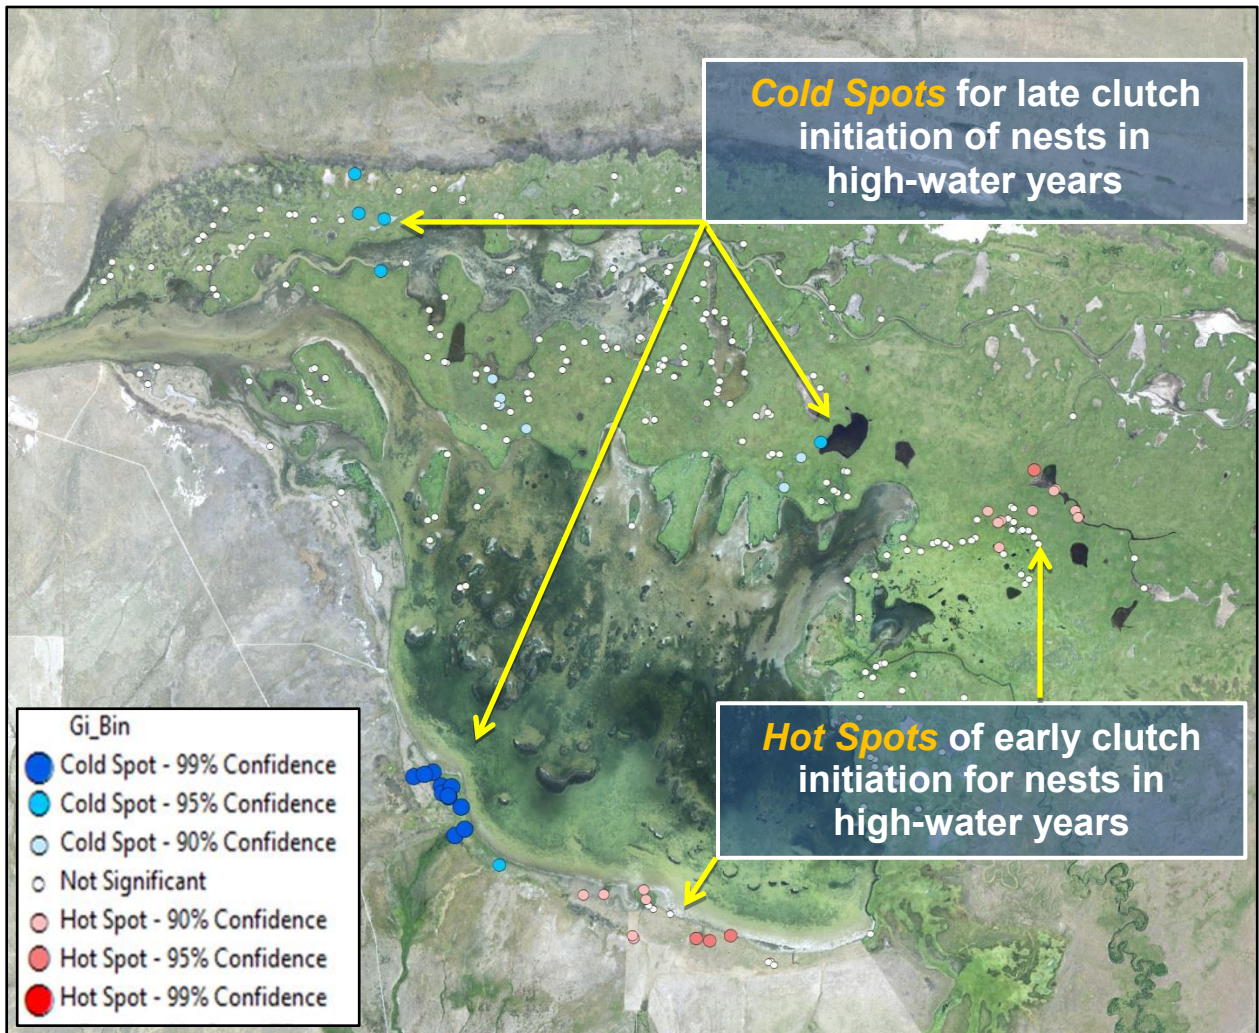 Cold Spots for late clutch
initiation of nests in
high-water years
Hot Spots of early clutch
initiation for nests in
high-water years
Gi_Bin
Cold Spot - 99% Confidence
Cold Spot - 95% Confidence
Cold Spot - 90% Confidence
Not Significant
Hot Spot - 90% Confidence
Hot Spot - 95% Confidence
Hot Spot - 99% Confidence